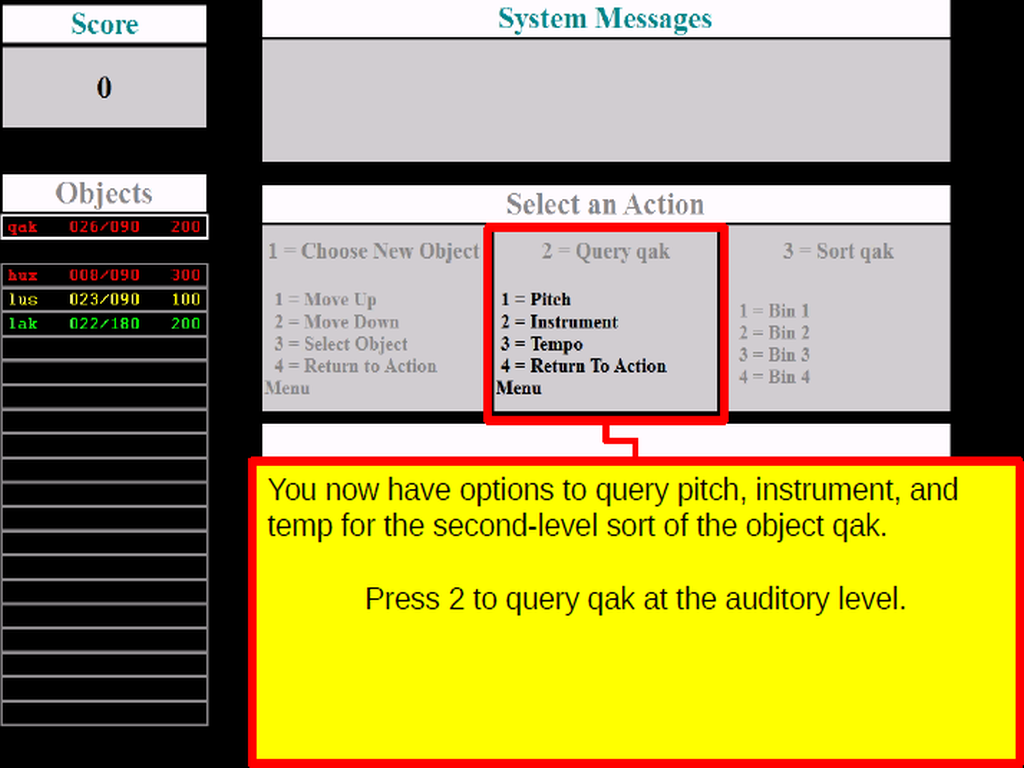 Score
0
System Messages
Objects
qak 026/090 200
hux 008/090 300
lus 023/090 100
lak 022/180 200
Select an Action
1 = Choose New Object
1 = Move Up
2 = Move Down
3 = Select Object
4 = Return to Action
Menu
2 = Query qak
1 = Pitch
2 = Instrument
3 = Tempo
4 = Return To Action
Menu
3 = Sort qak
1 = Bin 1
2 = Bin 2
3 = Bin 3
4 = Bin 4
You now have options to query pitch, instrument, and
temp for the second-level sort of the object qak.
Press 2 to query qak at the auditory level.